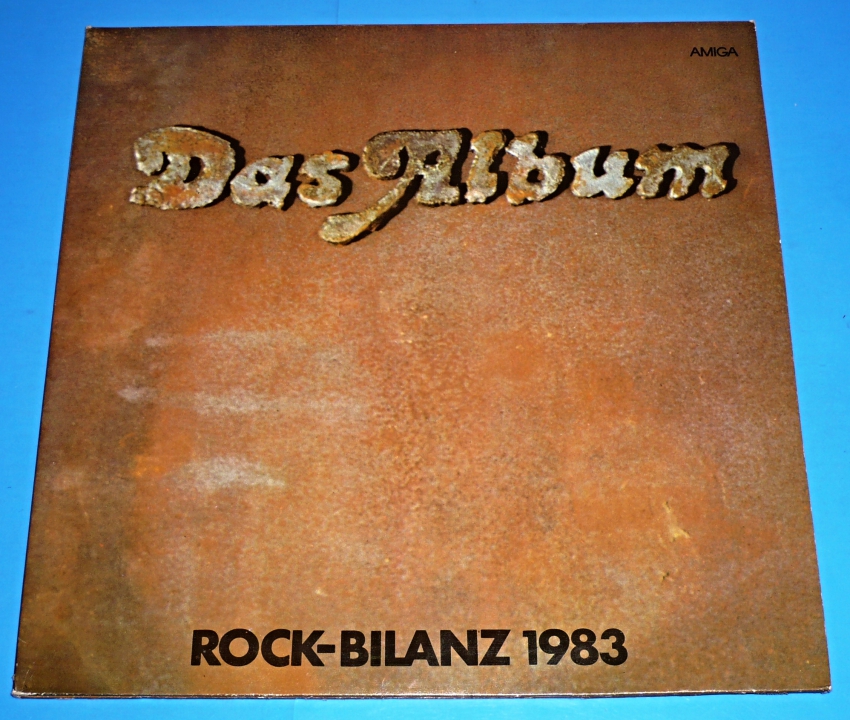 AMIGA
Das Album
ROCK-BILANZ 1983